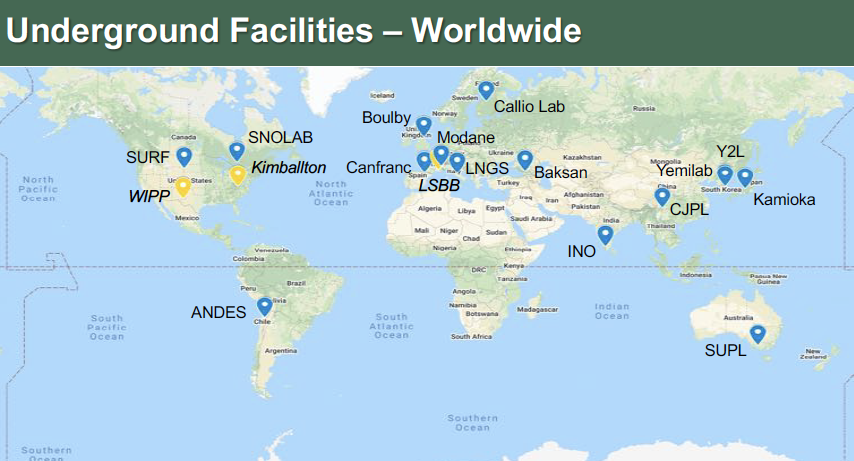 Underground Facilities – Worldwide
Iceland
Sweden
Norway
Callio Lab
Russia
Boulby
Kingdom
Canada
SNOLAB
Modane
Ukraine
Kazakhstan
Mongolia
Y2L
SURF
Kimballton
Canfranc
LNGS
Baksan
Yemilab
North
Pacific
Ocean
WIPP
North
Atlantic
Ocean
Spain
LSBB
Turkey
Iraq
Iran
Afghanistan
Pakistan
China
South Korea
Kamioka
CJPL
Mexico
Algeria
Libya
Egypt
Saudi Arabia
India
Thailand
Mali
Niger
Chad
Sudan
INO
Venezuela
Colombia
Nigeria
Ethiopia
Kenya
DRC
Tanzania
Indonesia
Papua New
Guinea
Peru
Brazil
Bolivia
ANDES
Chile
Angola
Namibia
Botswana
Madagascar
South Africa
South
Pacific
Ocean
South
Atlantic
Ocean
Indian
Ocean
Australia
SUPL
New
Zealand
Argentina
Southern
Ocean
Southern